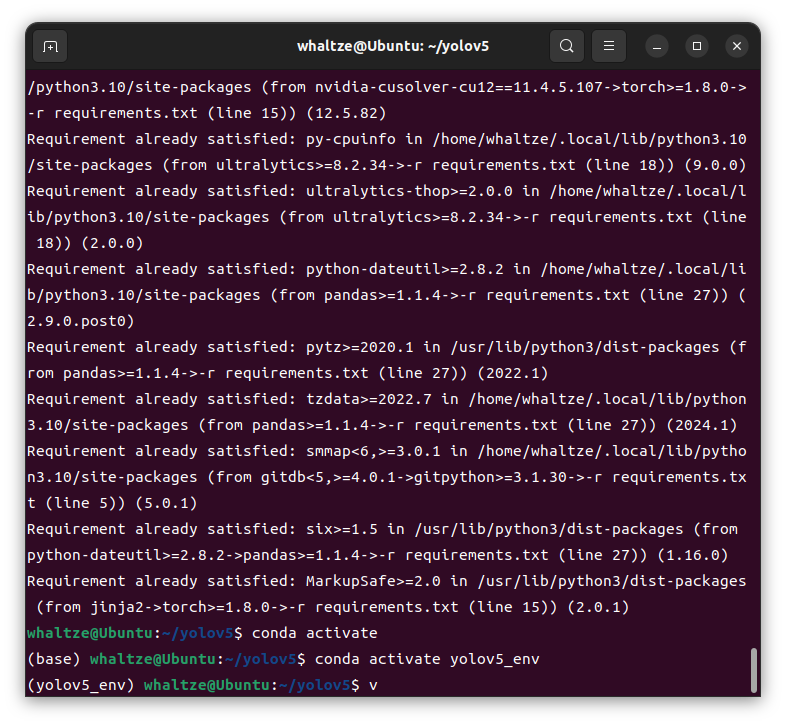 whaltze@Ubuntu: ~/yolov5
/python3.10/site-packages (from nvidia-cusolver-cu12==11.4.5.107->torch>=1.8.0->
-r requirements.txt (line 15)) (12.5.82)
Requirement already satisfied: py-cpuinfo in /home/whaltze/.local/lib/python3.10
/site-packages (from ultralytics>=8.2.34->-r requirements.txt (line 18)) (9.0.0)
Requirement already satisfied: ultralytics-thop>=2.0.0 in /home/whaltze/.local/l
ib/python3.10/site-packages (from ultralytics>=8.2.34->-r requirements.txt (line
 18)) (2.0.0)
Requirement already satisfied: python-dateutil>=2.8.2 in /home/whaltze/.local/li
b/python3.10/site-packages (from pandas>=1.1.4->-r requirements.txt (line 27)) (
2.9.0.post0)
Requirement already satisfied: pytz>=2020.1 in /usr/lib/python3/dist-packages (f
rom pandas>=1.1.4->-r requirements.txt (line 27)) (2022.1)
Requirement already satisfied: tzdata>=2022.7 in /home/whaltze/.local/lib/python
3.10/site-packages (from pandas>=1.1.4->-r requirements.txt (line 27)) (2024.1)
Requirement already satisfied: smmap<6,>=3.0.1 in /home/whaltze/.local/lib/pytho
n3.10/site-packages (from gitdb<5,>=4.0.1->gitpython>=3.1.30->-r requirements.tx
t (line 5)) (5.0.1)
Requirement already satisfied: six>=1.5 in /usr/lib/python3/dist-packages (from
python-dateutil>=2.8.2->pandas>=1.1.4->-r requirements.txt (line 27)) (1.16.0)
Requirement already satisfied: MarkupSafe>=2.0 in /usr/lib/python3/dist-packages
 (from jinja2->torch>=1.8.0->-r requirements.txt (line 15)) (2.0.1)
whaltze@Ubuntu:~/yolov5$ conda activate
(base) whaltze@Ubuntu:~/yolov5$ conda activate yolov5_env
(yolov5_env) whaltze@Ubuntu:~/yolov5$ v